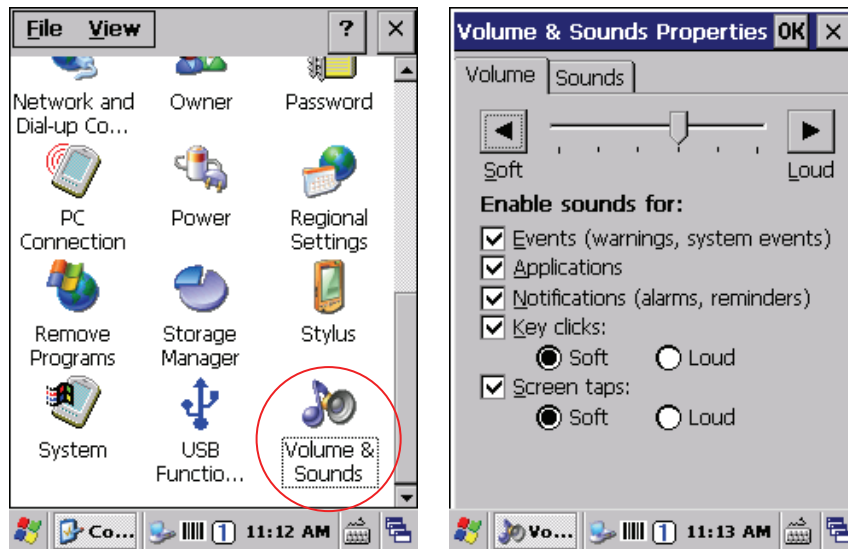 File View ? ×
Network and Dial-up Co...
Owner
Password
PC Connection
Power
Regional Settings
Remove Programs
Storage Manager
Stylus
System
USB Functio...
Volume & Sounds
Co... 1 11:12 AM
Volume & Sounds Properties OK ×
Volume Sounds
Soft Loud
Enable sounds for:
Events (warnings, system events)
Applications
Notifications (alarms, reminders)
Key clicks:
Soft Loud
Screen taps:
Soft Loud
Vo... 1 11:13 AM